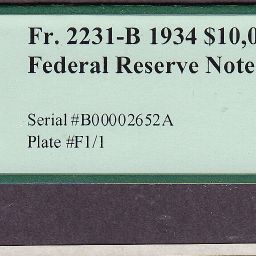 Fr. 2231-B 1934 $10,0
Federal Reserve Note
Serial #B00002652A
Plate #F1/1